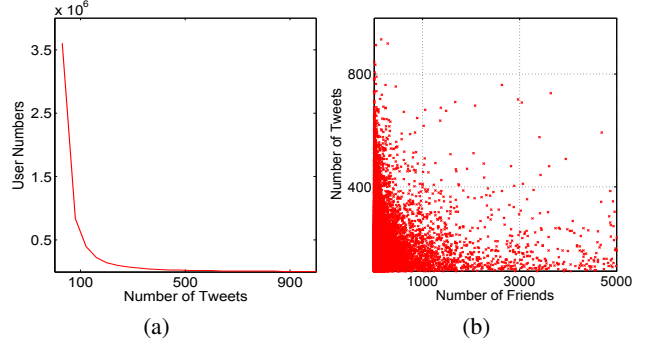 x 10^6
3.5
2.5
1.5
0.5
User Numbers
100 500 900
Number of Tweets
(a)
800
400
Number of Tweets
1000 3000 5000
Number of Friends
(b)